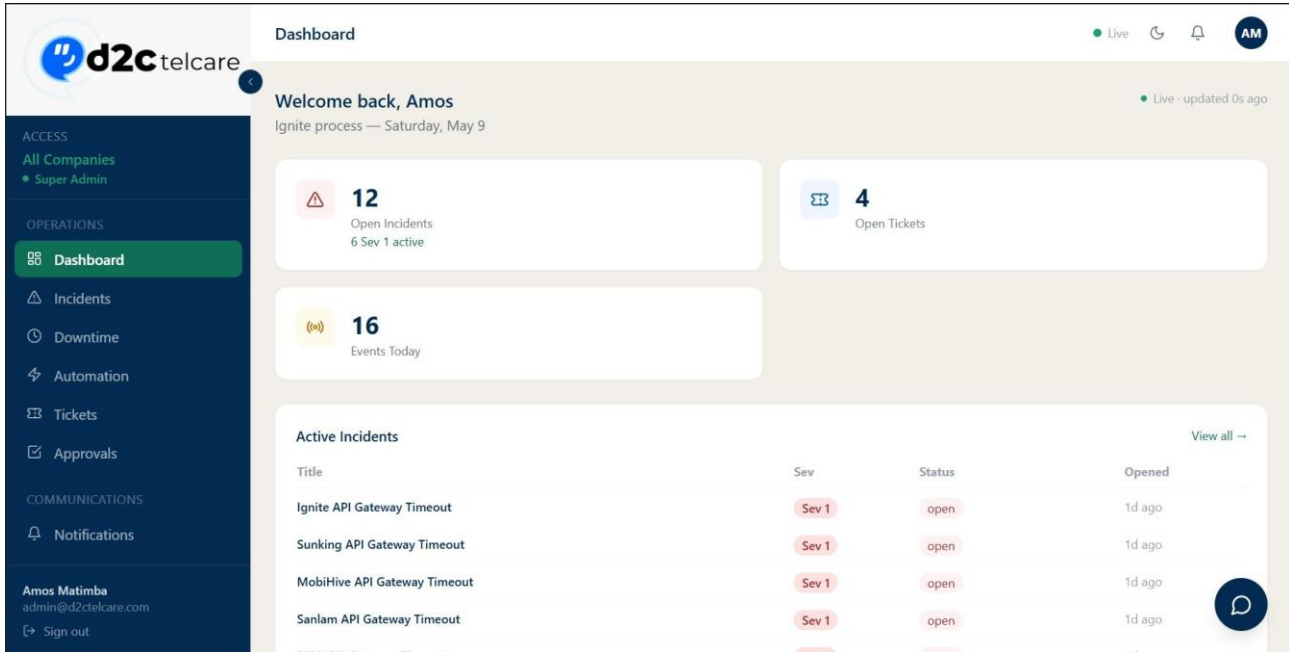 d2c telcare
ACCESS
All Companies
Super Admin
OPERATIONS
Dashboard
Incidents
Downtime
Automation
Tickets
Approvals
COMMUNICATIONS
Notifications
Amos Matimba
admin@d2ctelcare.com
Sign out
Dashboard
Live
AM
Welcome back, Amos
Live · updated 0s ago
Ignite process — Saturday, May 9
12
Open Incidents
6 Sev 1 active
4
Open Tickets
16
Events Today
Active Incidents
View all →
Title Sev Status Opened
Ignite API Gateway Timeout Sev 1 open 1d ago
Sunking API Gateway Timeout Sev 1 open 1d ago
MobiHive API Gateway Timeout Sev 1 open 1d ago
Sanlam API Gateway Timeout Sev 1 open 1d ago